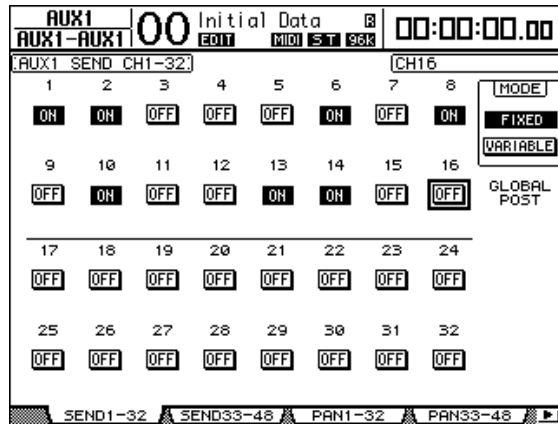 AUX1 00 Initial Data R 00:00:00.00
AUX1-AUX1 EDIT MIDI ST 96k
AUX1 SEND CH1-32 CH16
1 2 3 4 5 6 7 8 MODE
ON ON OFF OFF OFF ON OFF ON FIXED
VARIABLE
9 10 11 12 13 14 15 16
OFF ON OFF OFF ON ON OFF OFF GLOBAL
POST
17 18 19 20 21 22 23 24
OFF OFF OFF OFF OFF OFF OFF OFF
25 26 27 28 29 30 31 32
OFF OFF OFF OFF OFF OFF OFF OFF
SEND1-32 SEND33-48 PAN1-32 PAN33-48